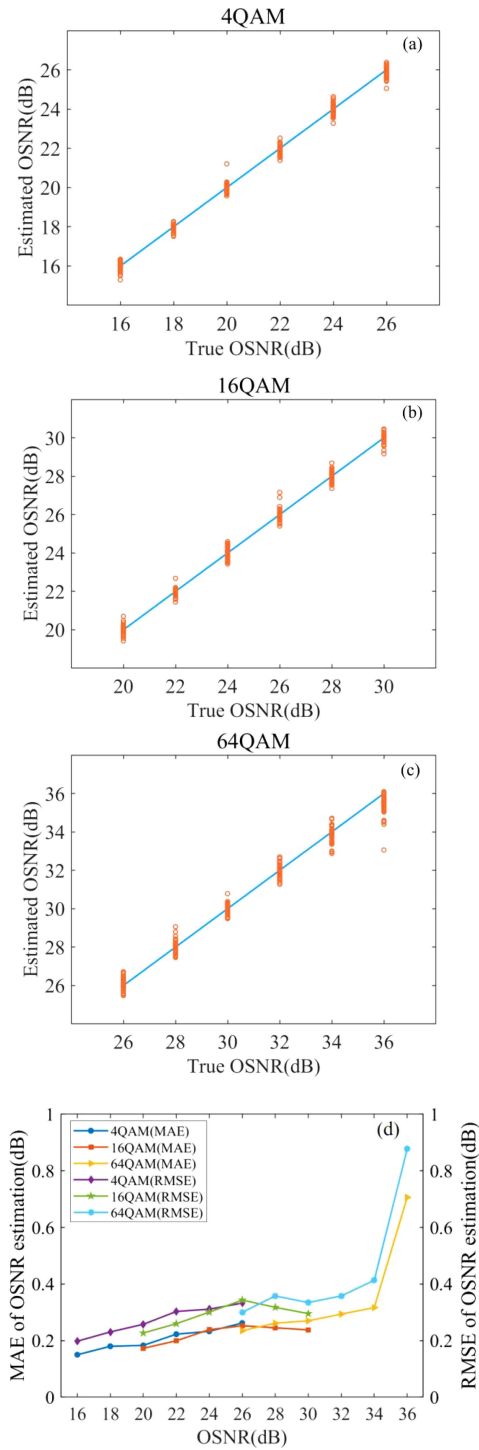 4QAM
(a)
26
24
22
20
18
16
Estimated OSNR(dB)
16 18 20 22 24 26
True OSNR(dB)
16QAM
(b)
30
28
26
24
22
20
Estimated OSNR(dB)
20 22 24 26 28 30
True OSNR(dB)
64QAM
(c)
36
34
32
30
28
26
Estimated OSNR(dB)
26 28 30 32 34 36
True OSNR(dB)
(d)
4QAM(MAE)
16QAM(MAE)
64QAM(MAE)
4QAM(RMSE)
16QAM(RMSE)
64QAM(RMSE)
1
0.8
0.6
0.4
0.2
0
MAE of OSNR estimation(dB)
1
0.8
0.6
0.4
0.2
0
RMSE of OSNR estimation(dB)
16 18 20 22 24 26 28 30 32 34 36
OSNR(dB)